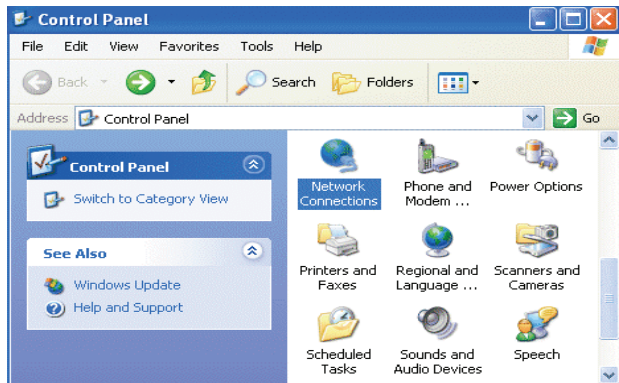 Control Panel
File Edit View Favorites Tools Help
Back Search Folders
Address Control Panel Go
Control Panel
Switch to Category View
See Also
Windows Update
Help and Support
Network Connections
Phone and Modem ...
Power Options
Printers and Faxes
Regional and Language ...
Scanners and Cameras
Scheduled Tasks
Sounds and Audio Devices
Speech